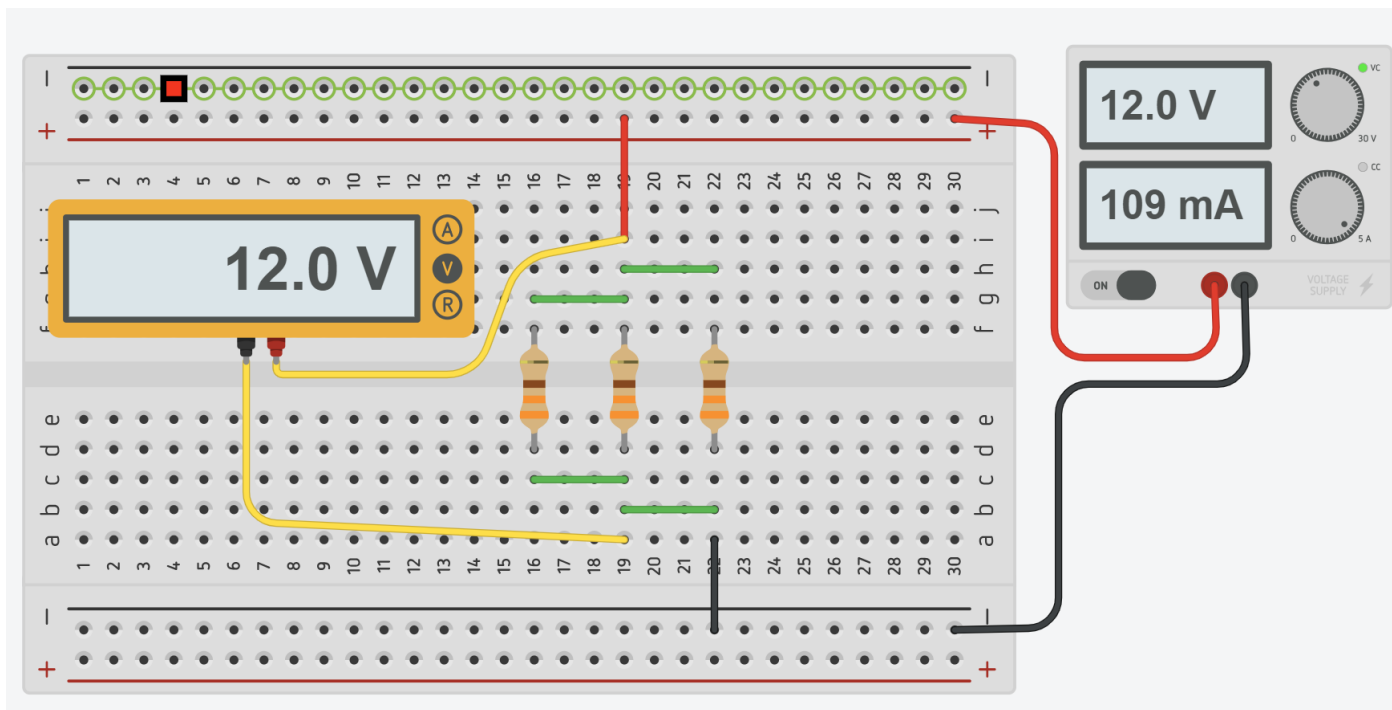 − −
+ +
1 2 3 4 5 6 7 8 9 10 11 12 13 14 15 16 17 18 20 21 22 23 24 25 26 27 28 29 30
j
i
h
g
f
12.0 V
A
V
R
e e
d d
c c
b b
a a
1 2 3 4 5 6 7 8 9 10 11 12 13 14 15 16 17 18 19 20 21 22 23 24 25 26 27 28 29 30
− −
+ +
12.0 V
VC
0 30 V
109 mA
CC
0 5 A
ON
VOLTAGE
SUPPLY